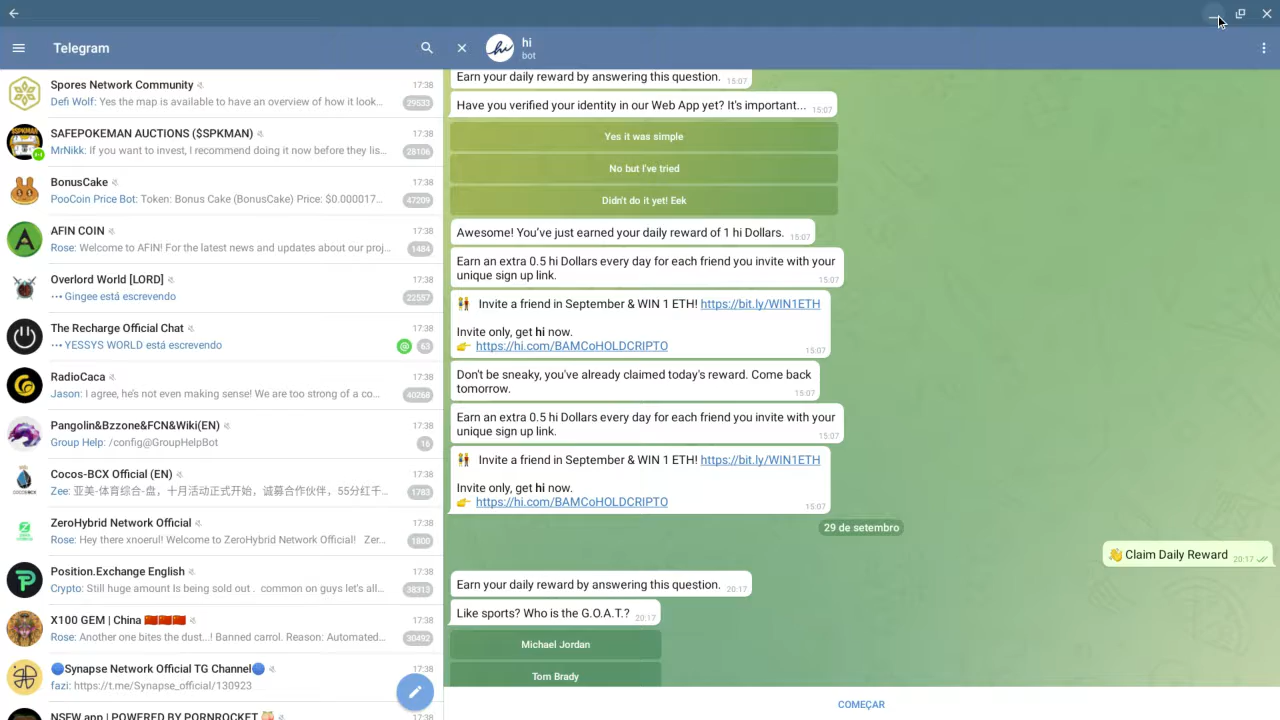 Telegram
Spores Network Community
17:38
Defi Wolf: Yes the map is available to have an overview of how it look...
29533
SAFEPOKEMAN AUCTIONS ($SPKMAN)
17:38
MrNikk: If you want to invest, I recommend doing it now before they lis...
28106
BonusCake
17:38
PooCoin Price Bot: Token: Bonus Cake (BonusCake) Price: $0.000017...
47209
AFIN COIN
17:38
Rose: Welcome to AFIN! For the latest news and updates about our proj...
1484
Overlord World [LORD]
17:38
Gingee está escrevendo
22557
The Recharge Official Chat
17:38
YESSYS WORLD está escrevendo
@ 63
RadioCaca
17:38
Jason: I agree, he's not even making sense! We are too strong of a co...
40268
Pangolin&Bzzone&FCN&Wiki(EN)
17:38
Group Help: /config@GroupHelpBot
16
Cocos-BCX Official (EN)
17:38
Zee: 亚美-体育综合-盘，十月活动正式开始，诚募合作伙伴，55分红千...
1783
ZeroHybrid Network Official
17:38
Rose: Hey there xnoerul! Welcome to ZeroHybrid Network Official! Zer...
1800
Position.Exchange English
17:38
Crypto: Still huge amount Is being sold out . common on guys let's all...
38313
X100 GEM | China 🇨🇳🇨🇳🇨🇳
17:38
Rose: Another one bites the dust...! Banned carrol. Reason: Automated...
30492
🔵Synapse Network Official TG Channel🔵
17:38
fazi: https://t.me/Synapse_official/130923
NSFW app | POWERED BY PORNROCKET
17:38
hi
hi
bot
Earn your daily reward by answering this question. 15:07
Have you verified your identity in our Web App yet? It's important... 15:07
Yes it was simple
No but I've tried
Didn't do it yet! Eek
Awesome! You've just earned your daily reward of 1 hi Dollars. 15:07
Earn an extra 0.5 hi Dollars every day for each friend you invite with your
unique sign up link. 15:07
Invite a friend in September & WIN 1 ETH! https://bit.ly/WIN1ETH
Invite only, get hi now.
👉 https://hi.com/BAMCoHOLDCRIPTO
15:07
Don't be sneaky, you've already claimed today's reward. Come back
tomorrow. 15:07
Earn an extra 0.5 hi Dollars every day for each friend you invite with your
unique sign up link. 15:07
Invite a friend in September & WIN 1 ETH! https://bit.ly/WIN1ETH
Invite only, get hi now.
👉 https://hi.com/BAMCoHOLDCRIPTO 15:07
29 de setembro
👋 Claim Daily Reward 20:17
Earn your daily reward by answering this question. 20:17
Like sports? Who is the G.O.A.T.? 20:17
Michael Jordan
Tom Brady
COMEÇAR